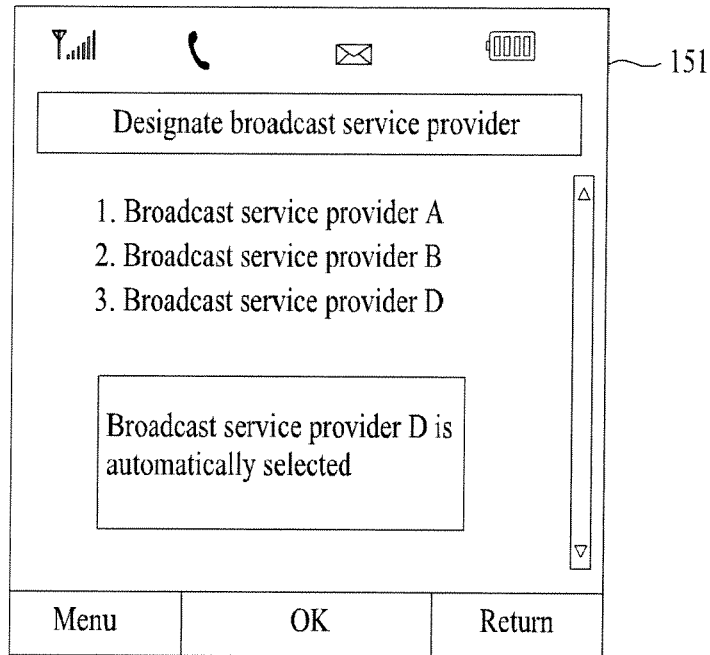 151
Designate broadcast service provider
1. Broadcast service provider A
2. Broadcast service provider B
3. Broadcast service provider D
Broadcast service provider D is
automatically selected
Menu
OK
Return